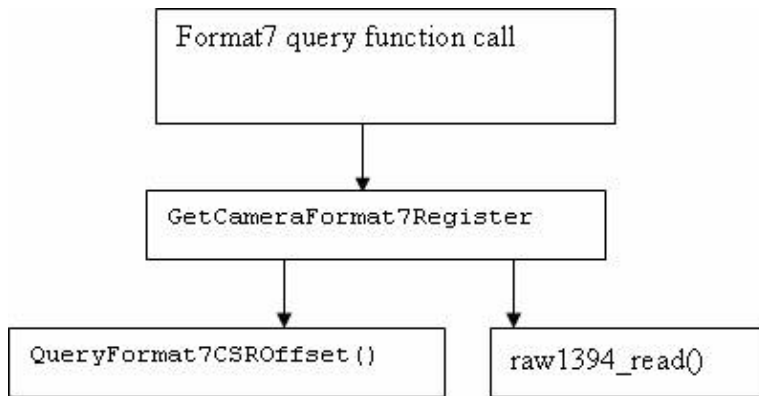 Format7 query function call
GetCameraFormat7Register
QueryFormat7CSROffset()
raw1394_read()